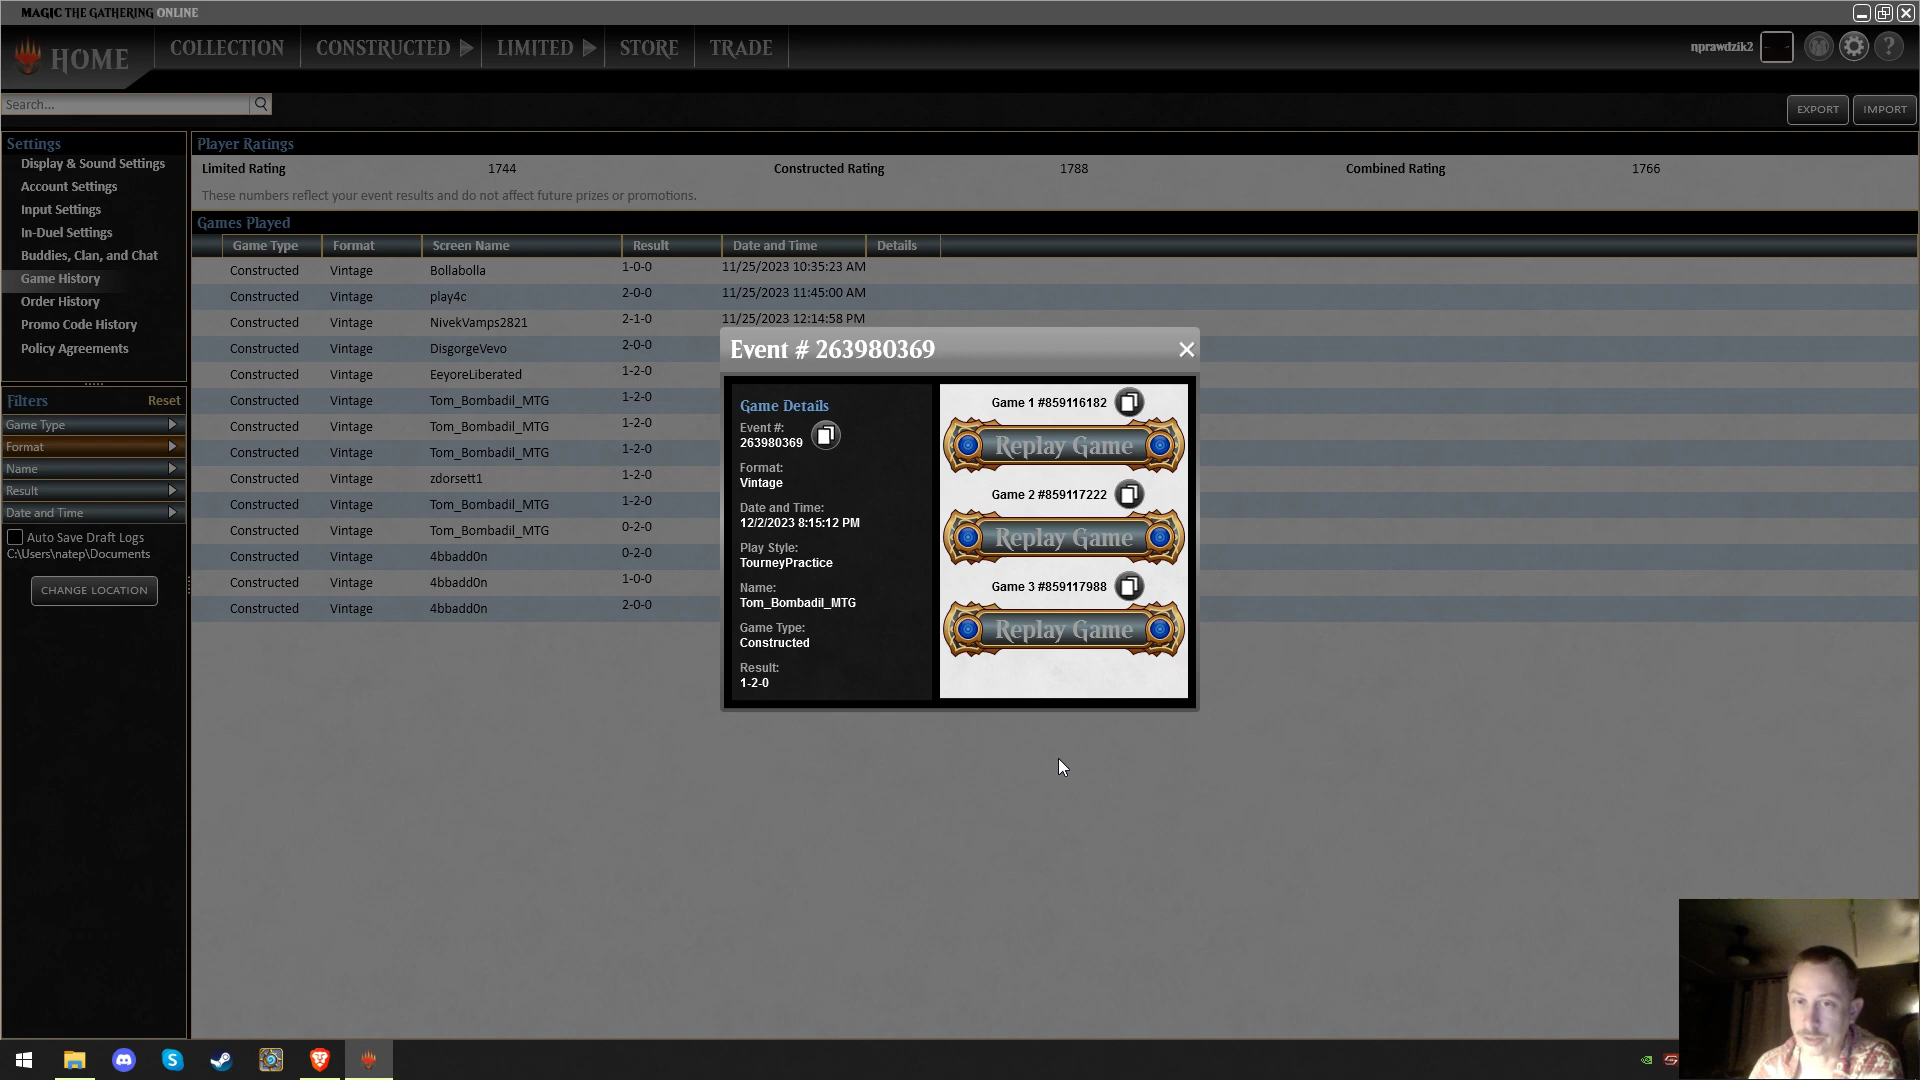 MAGIC THE GATHERING ONLINE
HOME
COLLECTION
CONSTRUCTED
LIMITED
STORE
TRADE
nprawdzik2
?
Search...
EXPORT
IMPORT
Settings
Display & Sound Settings
Account Settings
Input Settings
In-Duel Settings
Buddies, Clan, and Chat
Game History
Order History
Promo Code History
Policy Agreements
Filters Reset
Game Type
Format
Name
Result
Date and Time
Auto Save Draft Logs
C:\Users\natep\Documents
CHANGE LOCATION
Player Ratings
Limited Rating 1744 Constructed Rating 1788 Combined Rating 1766
These numbers reflect your event results and do not affect future prizes or promotions.
Games Played
Game Type Format Screen Name Result Date and Time Details
Constructed Vintage Bollabolla 1-0-0 11/25/2023 10:35:23 AM
Constructed Vintage play4c 2-0-0 11/25/2023 11:45:00 AM
Constructed Vintage NivekVamps2821 2-1-0 11/25/2023 12:14:58 PM
Constructed Vintage DisgorgeVevo 2-0-0
Constructed Vintage EeyoreLiberated 1-2-0
Constructed Vintage Tom_Bombadil_MTG 1-2-0
Constructed Vintage Tom_Bombadil_MTG 1-2-0
Constructed Vintage Tom_Bombadil_MTG 1-2-0
Constructed Vintage zdorsett1 1-2-0
Constructed Vintage Tom_Bombadil_MTG 1-2-0
Constructed Vintage Tom_Bombadil_MTG 0-2-0
Constructed Vintage 4bbadd0n 0-2-0
Constructed Vintage 4bbadd0n 1-0-0
Constructed Vintage 4bbadd0n 2-0-0
Event # 263980369
Game Details
Event #:
263980369
Format:
Vintage
Date and Time:
12/2/2023 8:15:12 PM
Play Style:
TourneyPractice
Name:
Tom_Bombadil_MTG
Game Type:
Constructed
Result:
1-2-0
Game 1 #859116182
Replay Game
Game 2 #859117222
Replay Game
Game 3 #859117988
Replay Game